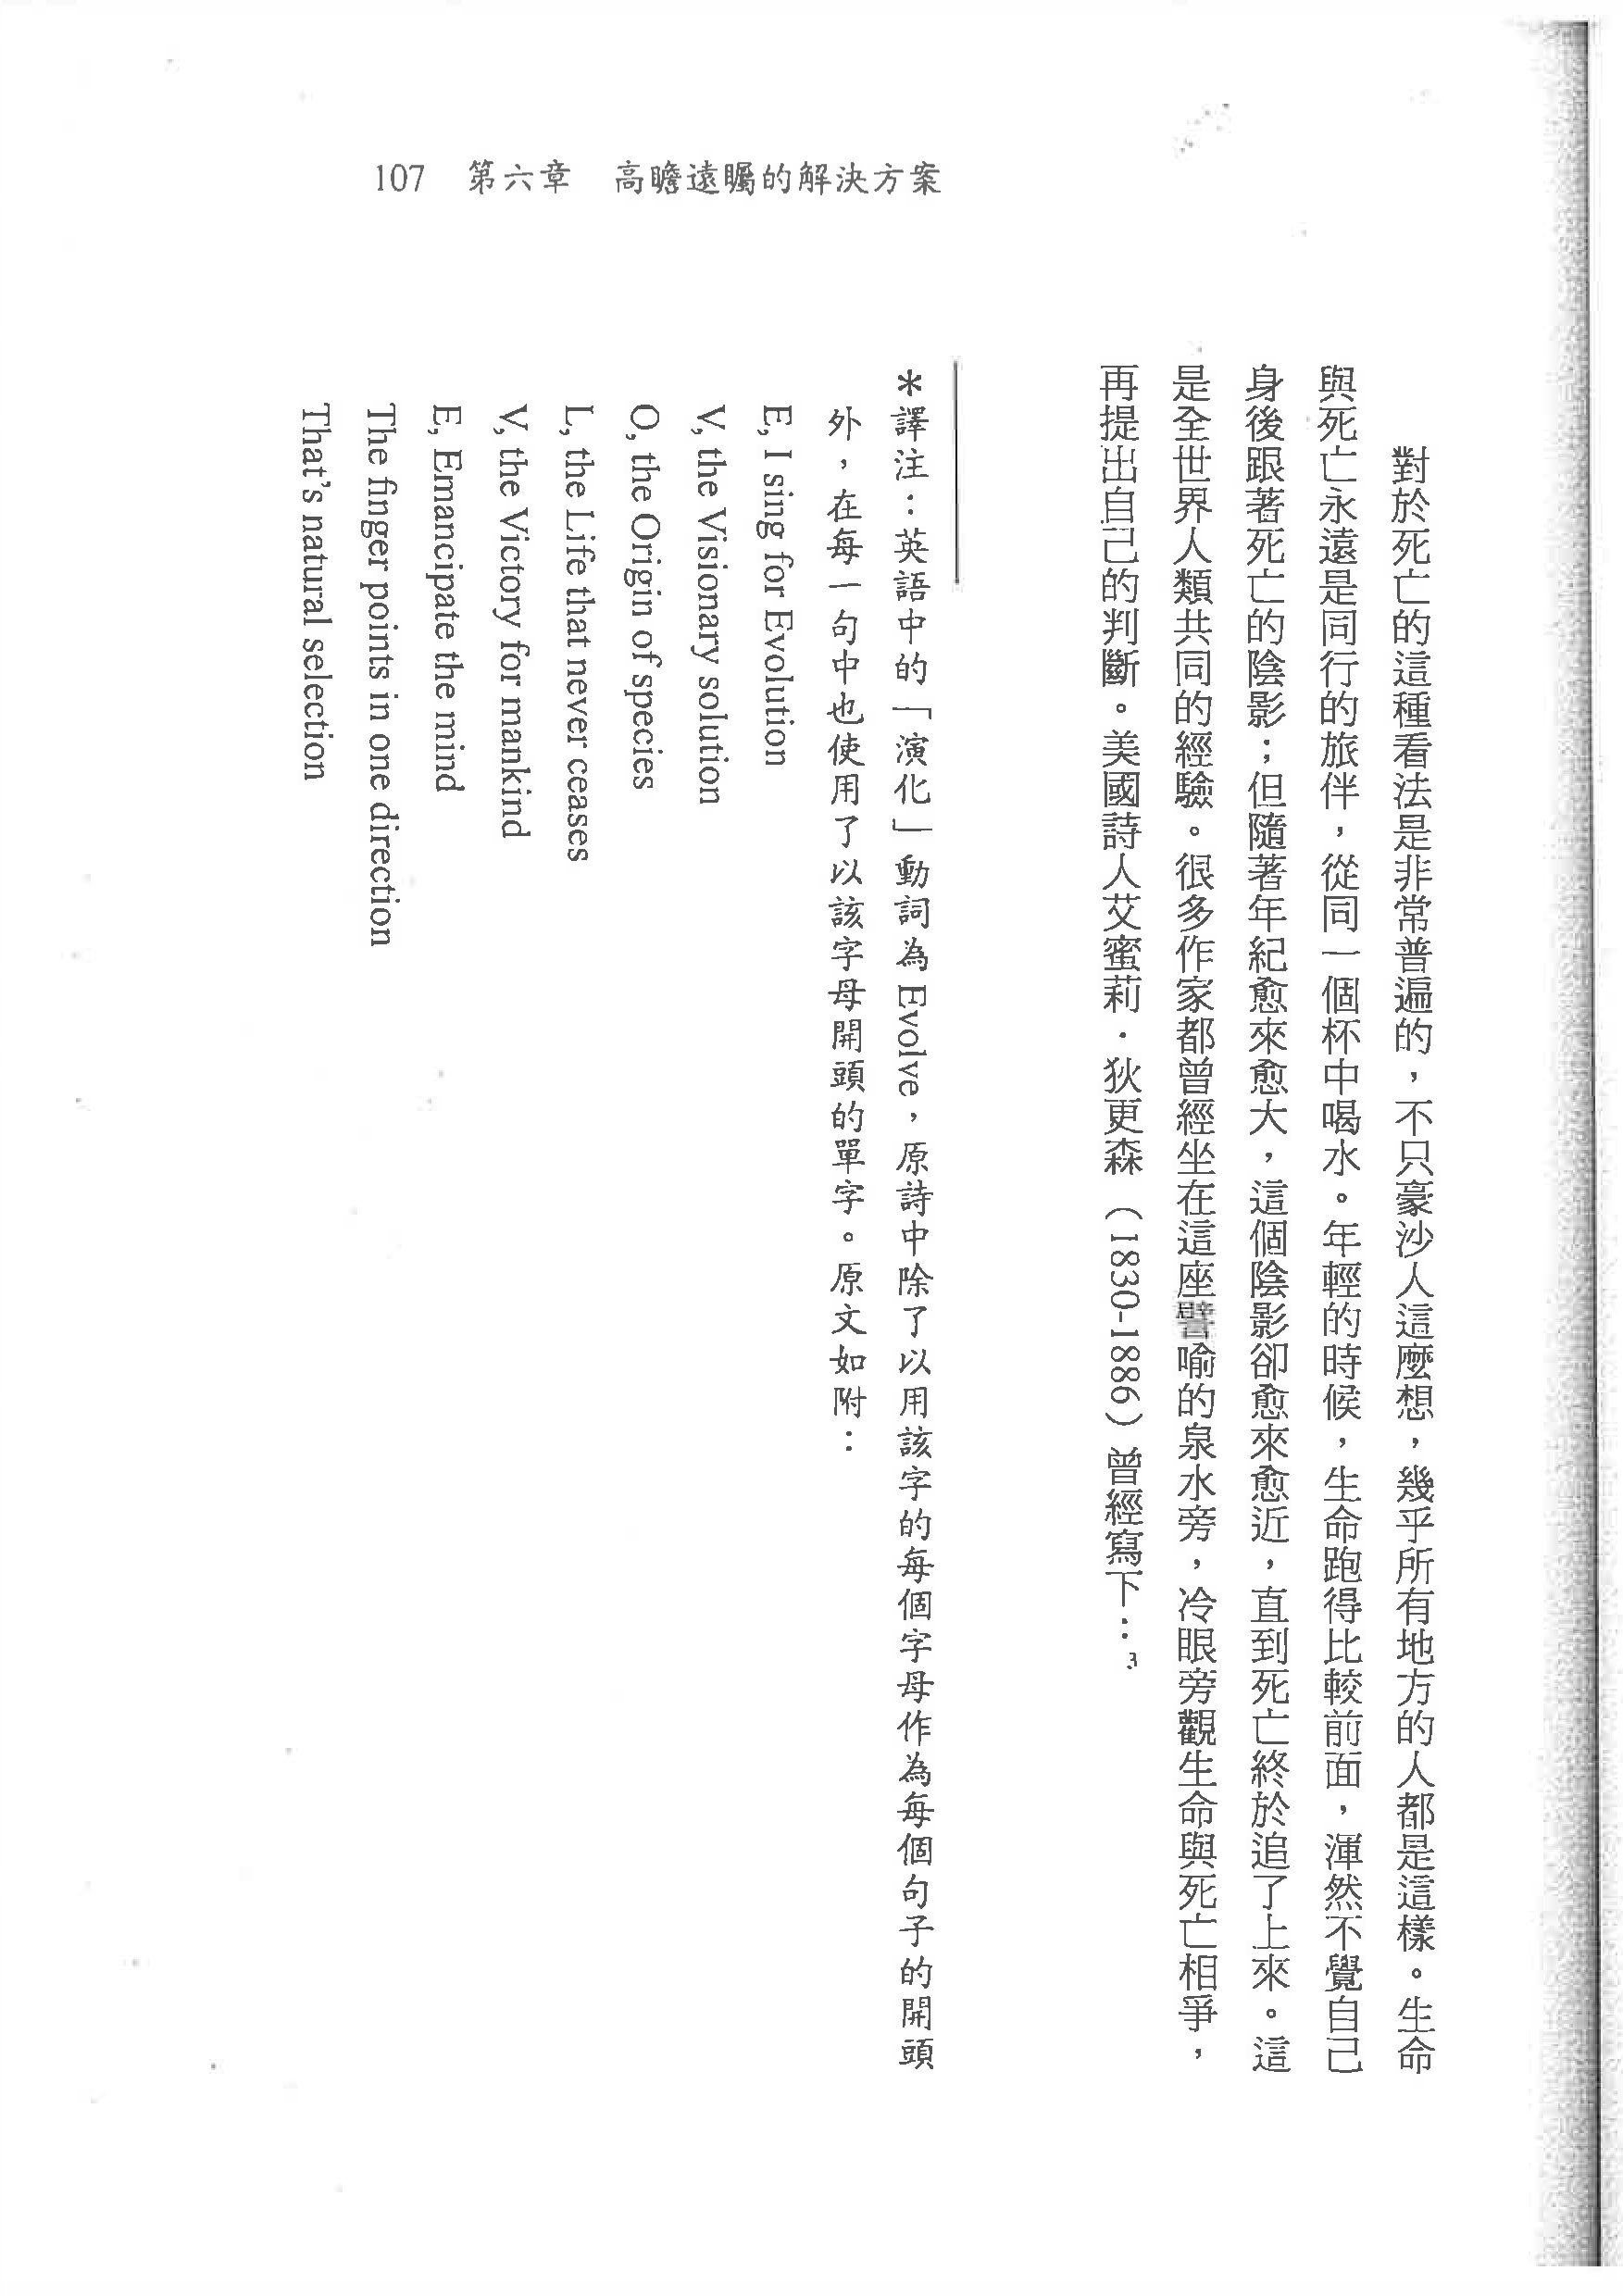 107 第六章 高瞻遠矚的解決方案
對於死亡的這種看法是非常普遍的，不只豪沙人這麼想，幾乎所有地方的人都是這樣。生命
與死亡永遠是同行的旅伴，從同一個杯中喝水。年輕的時候，生命跑得比較前面，渾然不覺自己
身後跟著死亡的陰影；但隨著年紀愈來愈大，這個陰影卻愈來愈近，直到死亡終於追了上來。這
是全世界人類共同的經驗。很多作家都曾經坐在這座譬喻的泉水旁，冷眼旁觀生命與死亡相爭，
再提出自己的判斷。美國詩人艾蜜莉．狄更森（1830-1886）曾經寫下：3
＊譯注：英語中的「演化」動詞為 Evolve，原詩中除了以用該字的每個字母作為每個句子的開頭
外，在每一句中也使用了以該字母開頭的單字。原文如附：
E, I sing for Evolution
V, the Visionary solution
O, the Origin of species
L, the Life that never ceases
V, the Victory for mankind
E, Emancipate the mind
The finger points in one direction
That's natural selection